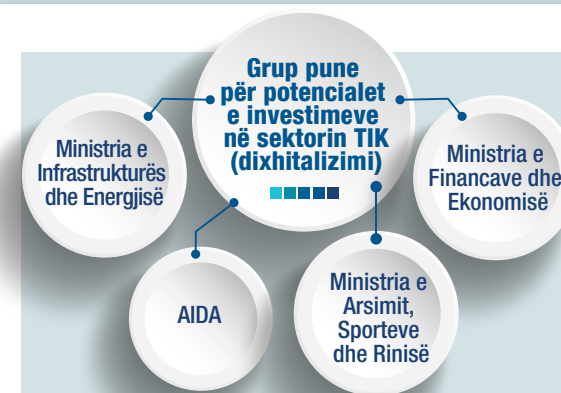 Grup pune
për potencialet
e investimeve
në sektorin TIK
(dixhitalizimi)
Ministria e
Infrastrukturës
dhe Energjisë
Ministria e
Financave dhe
Ekonomisë
AIDA
Ministria e
Arsimit,
Sporteve
dhe Rinisë